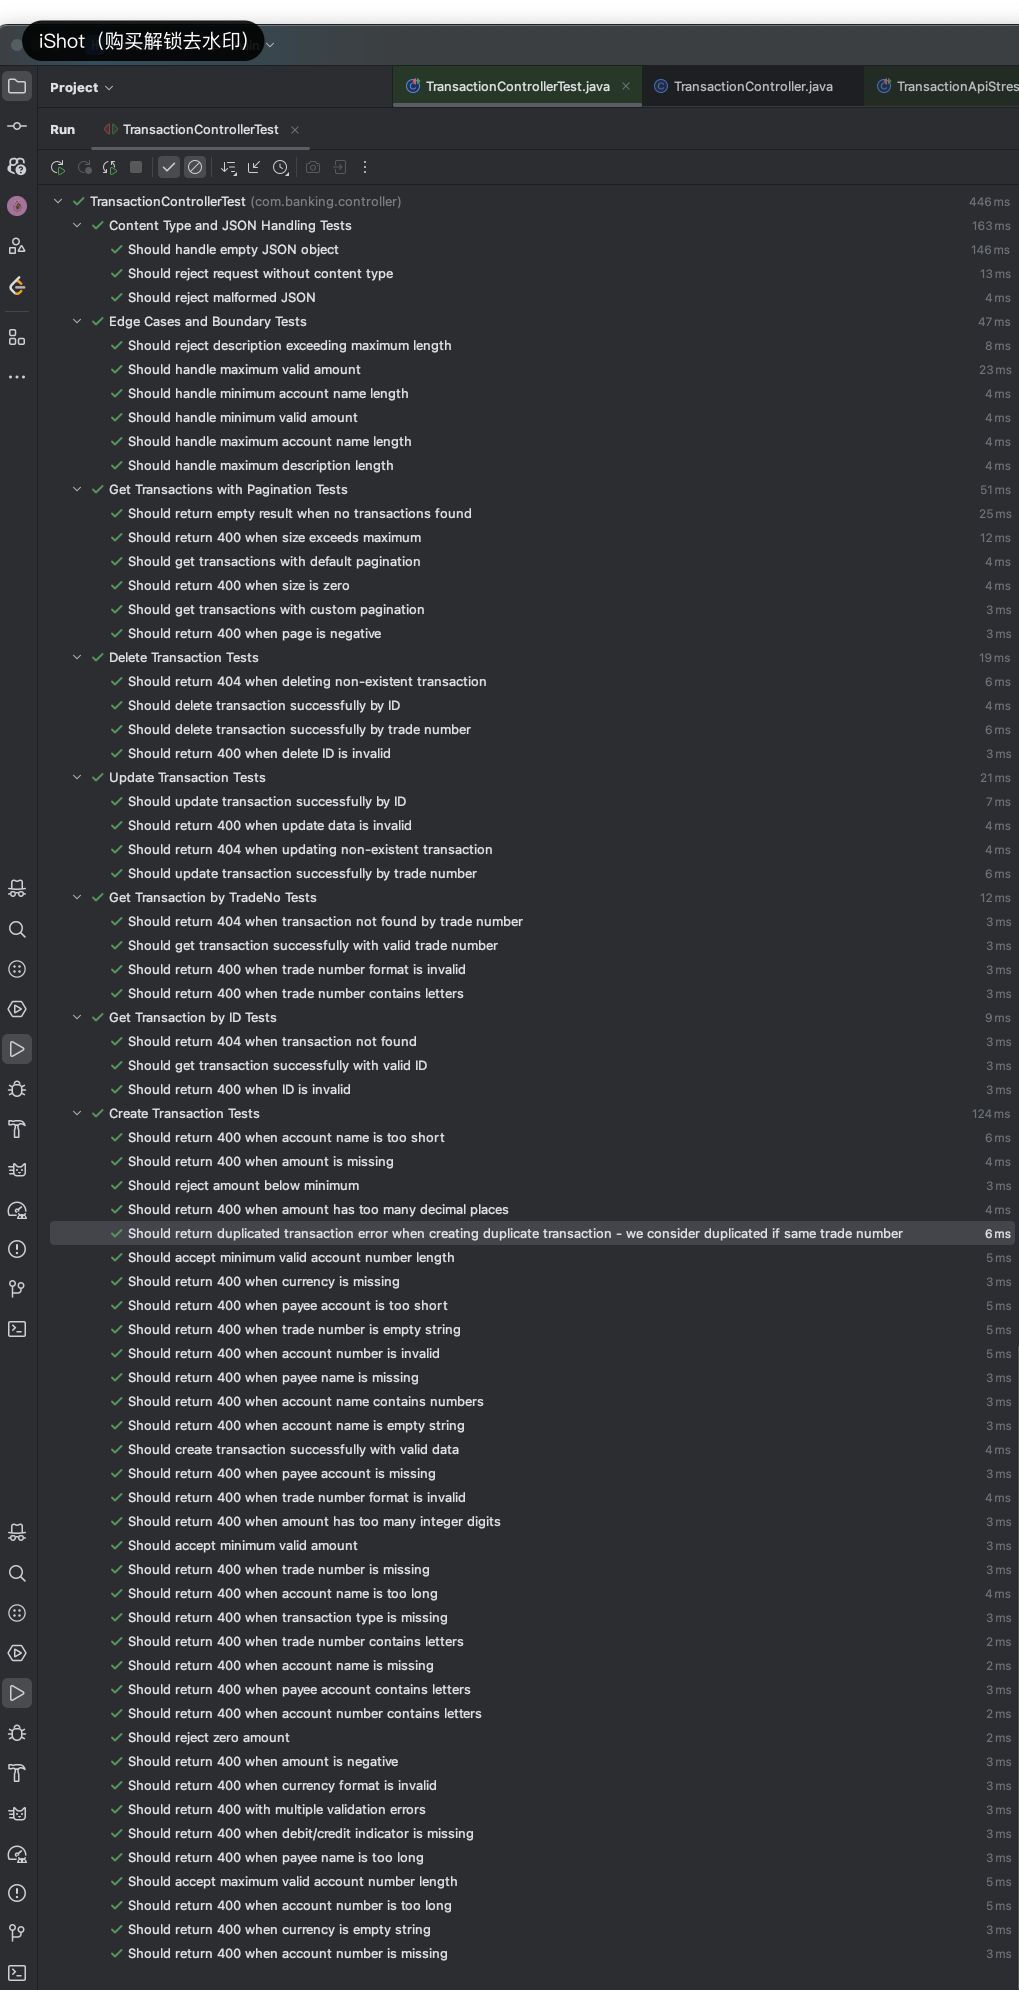 iShot（购买解锁去水印）
Project
TransactionControllerTest.java
TransactionController.java
TransactionApiStres
Run
TransactionControllerTest
TransactionControllerTest (com.banking.controller) 446 ms
Content Type and JSON Handling Tests 163 ms
Should handle empty JSON object 146 ms
Should reject request without content type 13 ms
Should reject malformed JSON 4 ms
Edge Cases and Boundary Tests 47 ms
Should reject description exceeding maximum length 8 ms
Should handle maximum valid amount 23 ms
Should handle minimum account name length 4 ms
Should handle minimum valid amount 4 ms
Should handle maximum account name length 4 ms
Should handle maximum description length 4 ms
Get Transactions with Pagination Tests 51 ms
Should return empty result when no transactions found 25 ms
Should return 400 when size exceeds maximum 12 ms
Should get transactions with default pagination 4 ms
Should return 400 when size is zero 4 ms
Should get transactions with custom pagination 3 ms
Should return 400 when page is negative 3 ms
Delete Transaction Tests 19 ms
Should return 404 when deleting non-existent transaction 6 ms
Should delete transaction successfully by ID 4 ms
Should delete transaction successfully by trade number 6 ms
Should return 400 when delete ID is invalid 3 ms
Update Transaction Tests 21 ms
Should update transaction successfully by ID 7 ms
Should return 400 when update data is invalid 4 ms
Should return 404 when updating non-existent transaction 4 ms
Should update transaction successfully by trade number 6 ms
Get Transaction by TradeNo Tests 12 ms
Should return 404 when transaction not found by trade number 3 ms
Should get transaction successfully with valid trade number 3 ms
Should return 400 when trade number format is invalid 3 ms
Should return 400 when trade number contains letters 3 ms
Get Transaction by ID Tests 9 ms
Should return 404 when transaction not found 3 ms
Should get transaction successfully with valid ID 3 ms
Should return 400 when ID is invalid 3 ms
Create Transaction Tests 124 ms
Should return 400 when account name is too short 6 ms
Should return 400 when amount is missing 4 ms
Should reject amount below minimum 3 ms
Should return 400 when amount has too many decimal places 4 ms
Should return duplicated transaction error when creating duplicate transaction - we consider duplicated if same trade number 6 ms
Should accept minimum valid account number length 5 ms
Should return 400 when currency is missing 3 ms
Should return 400 when payee account is too short 5 ms
Should return 400 when trade number is empty string 5 ms
Should return 400 when account number is invalid 5 ms
Should return 400 when payee name is missing 3 ms
Should return 400 when account name contains numbers 3 ms
Should return 400 when account name is empty string 3 ms
Should create transaction successfully with valid data 4 ms
Should return 400 when payee account is missing 3 ms
Should return 400 when trade number format is invalid 4 ms
Should return 400 when amount has too many integer digits 3 ms
Should accept minimum valid amount 3 ms
Should return 400 when trade number is missing 3 ms
Should return 400 when account name is too long 4 ms
Should return 400 when transaction type is missing 3 ms
Should return 400 when trade number contains letters 2 ms
Should return 400 when account name is missing 2 ms
Should return 400 when payee account contains letters 3 ms
Should return 400 when account number contains letters 2 ms
Should reject zero amount 2 ms
Should return 400 when amount is negative 3 ms
Should return 400 when currency format is invalid 3 ms
Should return 400 with multiple validation errors 3 ms
Should return 400 when debit/credit indicator is missing 3 ms
Should return 400 when payee name is too long 3 ms
Should accept maximum valid account number length 5 ms
Should return 400 when account number is too long 5 ms
Should return 400 when currency is empty string 3 ms
Should return 400 when account number is missing 3 ms